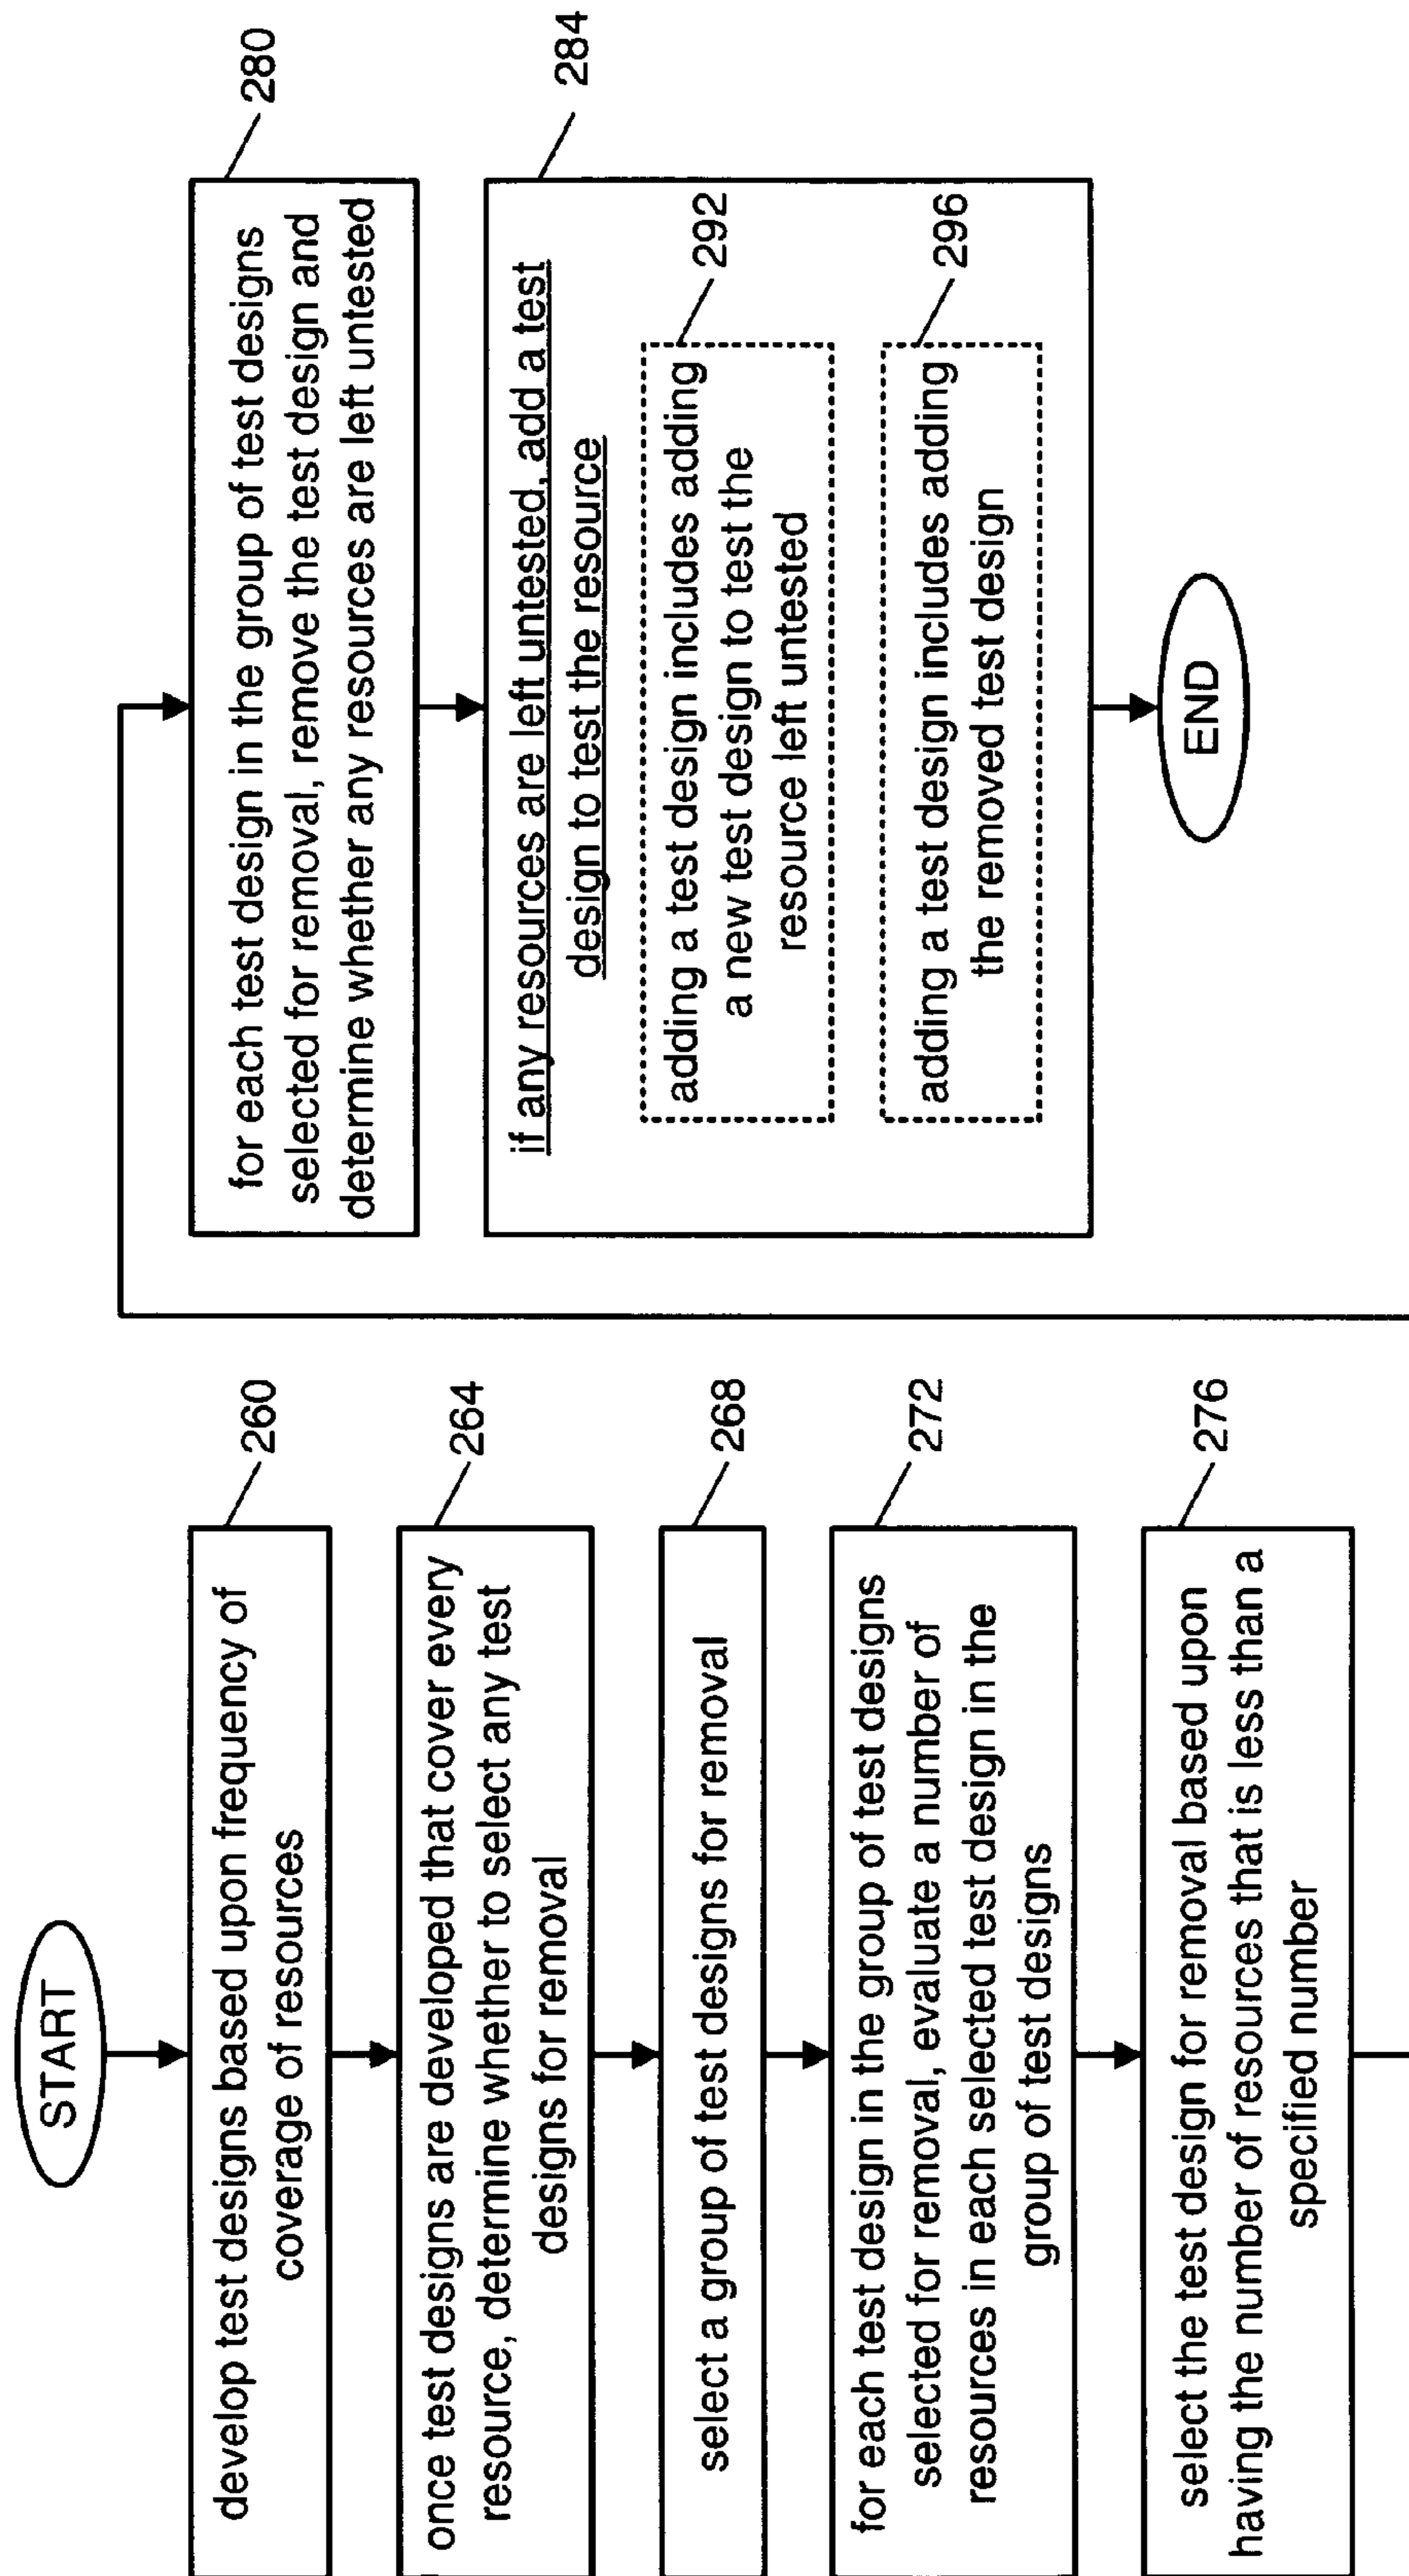 START
260
develop test designs based upon frequency of
coverage of resources
264
once test designs are developed that cover every
resource, determine whether to select any test
designs for removal
268
select a group of test designs for removal
272
for each test design in the group of test designs
selected for removal, evaluate a number of
resources in each selected test design in the
group of test designs
276
select the test design for removal based upon
having the number of resources that is less than a
specified number
280
for each test design in the group of test designs
selected for removal, remove the test design and
determine whether any resources are left untested
284
if any resources are left untested, add a test
design to test the resource
292
adding a test design includes adding
a new test design to test the
resource left untested
296
adding a test design includes adding
the removed test design
END